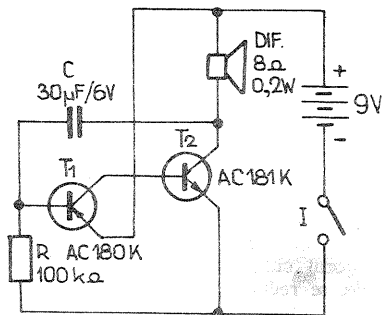 C
30µF/6V
DIF.
8Ω
0,2W
+
9V
-
T1
T2
AC181K
I
R
100kΩ
AC180K